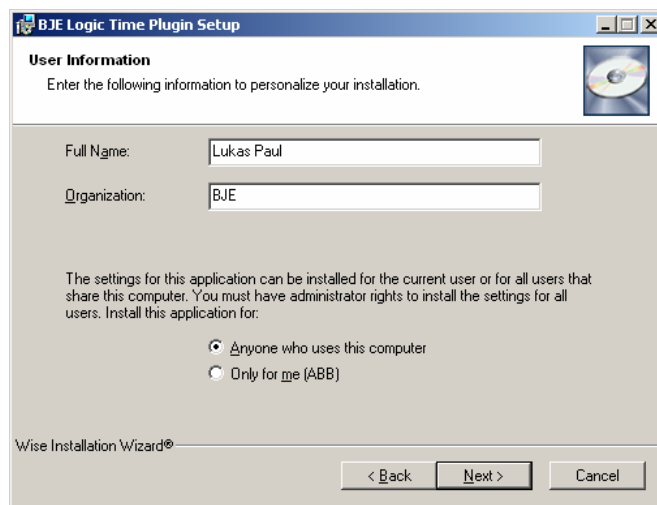 BJE Logic Time Plugin Setup
User Information
Enter the following information to personalize your installation.
Full Name:
Lukas Paul
Organization:
BJE
The settings for this application can be installed for the current user or for all users that
share this computer. You must have administrator rights to install the settings for all
users. Install this application for:
Anyone who uses this computer
Only for me (ABB)
Wise Installation Wizard®
< Back
Next >
Cancel